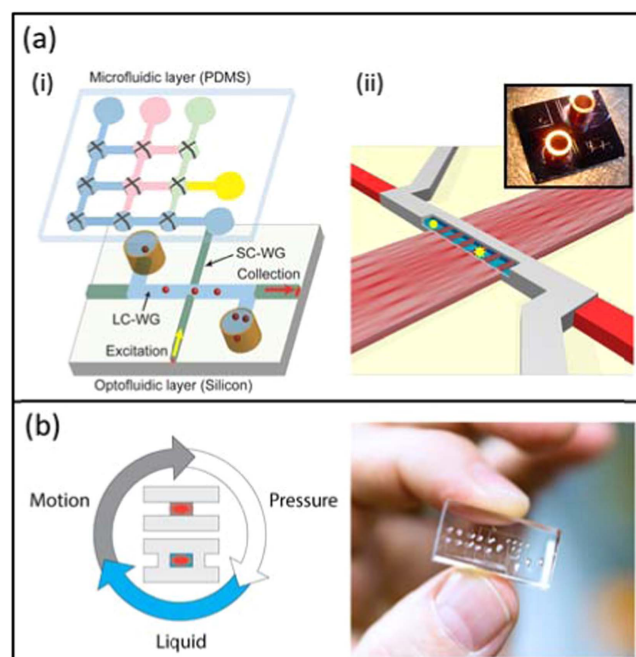 (a)
(i)
Microfluidic layer (PDMS)
(ii)
SC-WG
Collection
LC-WG
Excitation
Optofluidic layer (Silicon)
(b)
Motion
Pressure
Liquid